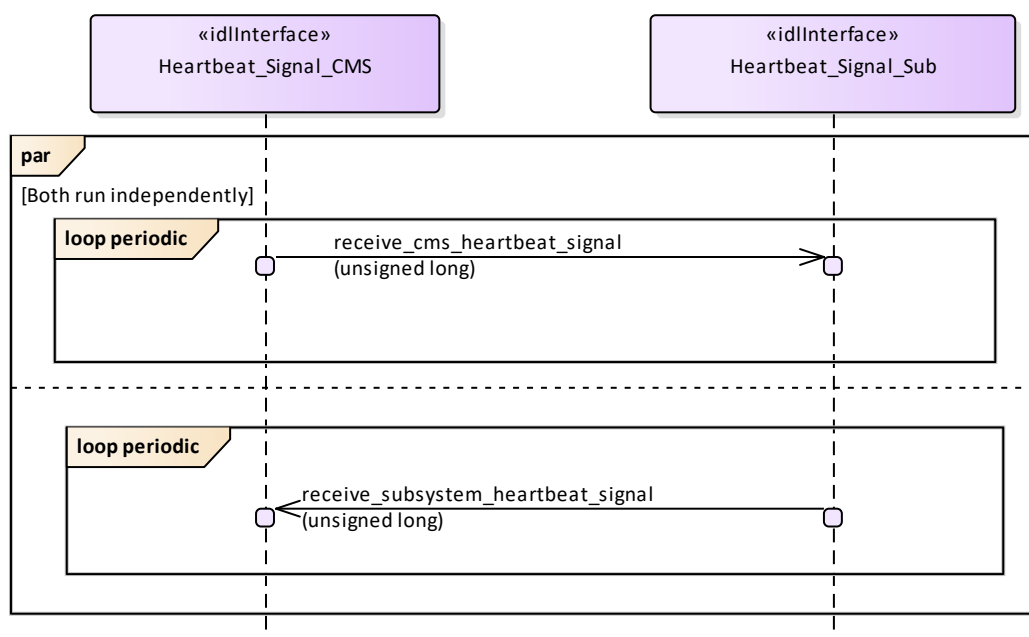 «idlInterface»
Heartbeat_Signal_CMS
«idlInterface»
Heartbeat_Signal_Sub
par
[Both run independently]
loop periodic
receive_cms_heartbeat_signal
(unsigned long)
loop periodic
receive_subsystem_heartbeat_signal
(unsigned long)